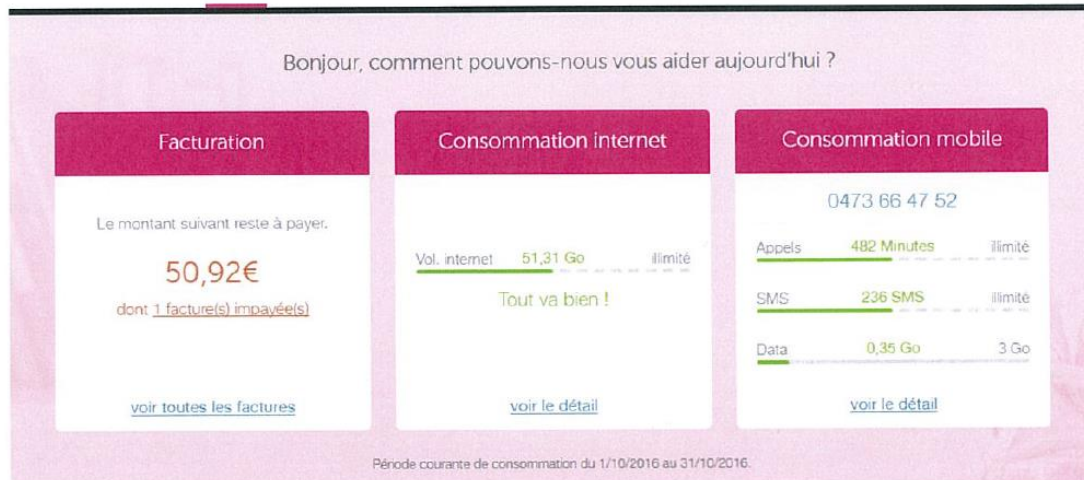 Bonjour, comment pouvons-nous vous aider aujourd'hui ?
Facturation
Le montant suivant reste à payer.
50,92€
dont 1 facture(s) impayée(s)
voir toutes les factures
Consommation internet
Vol. internet 51,31 Go illimité
Tout va bien !
voir le détail
Consommation mobile
0473 66 47 52
Appels 482 Minutes illimité
SMS 236 SMS illimité
Data 0,35 Go 3 Go
voir le détail
Période courante de consommation du 1/10/2016 au 31/10/2016.